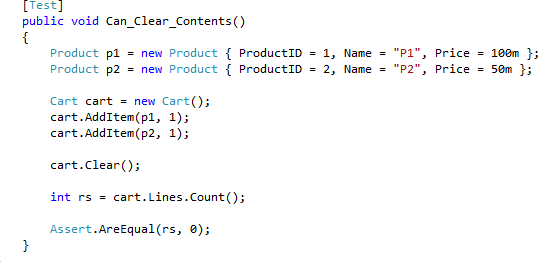 [Test]
public void Can_Clear_Contents()
{
    Product p1 = new Product { ProductID = 1, Name = "P1", Price = 100m };
    Product p2 = new Product { ProductID = 2, Name = "P2", Price = 50m };

    Cart cart = new Cart();
    cart.AddItem(p1, 1);
    cart.AddItem(p2, 1);

    cart.Clear();

    int rs = cart.Lines.Count();

    Assert.AreEqual(rs, 0);
}